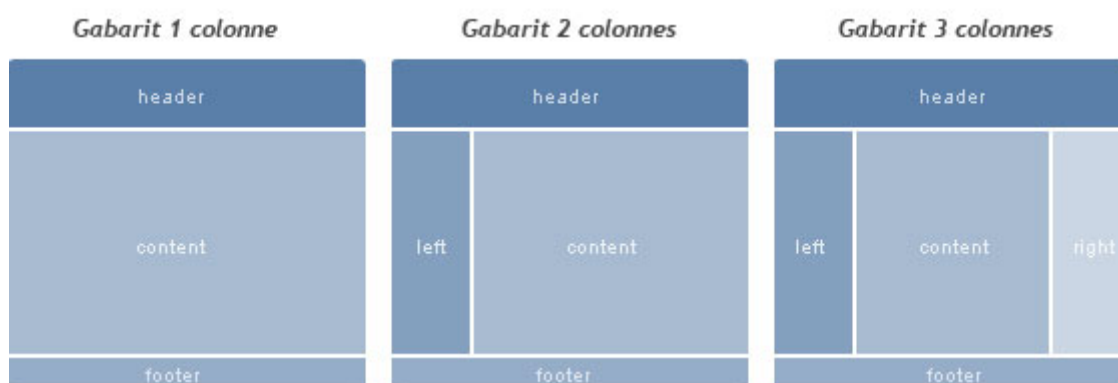 Gabarit 1 colonne
header
content
footer
Gabarit 2 colonnes
header
left
content
footer
Gabarit 3 colonnes
header
left
content
right
footer